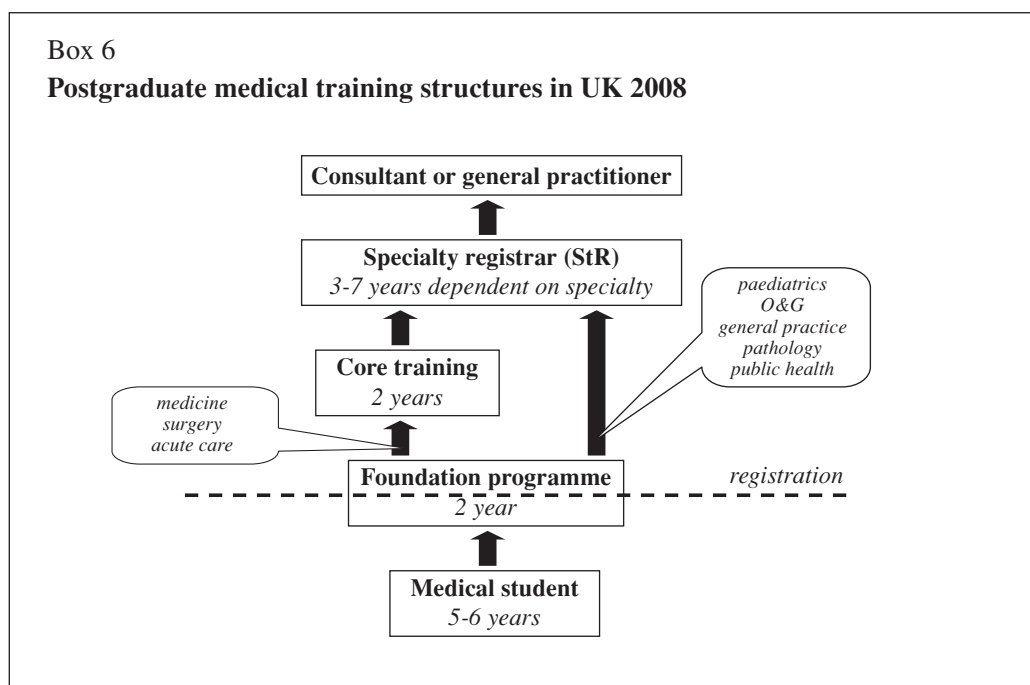 Box 6
Postgraduate medical training structures in UK 2008
Consultant or general practitioner
Specialty registrar (StR)
3-7 years dependent on specialty
paediatrics
O&G
general practice
pathology
public health
Core training
2 years
medicine
surgery
acute care
Foundation programme
2 year
registration
Medical student
5-6 years